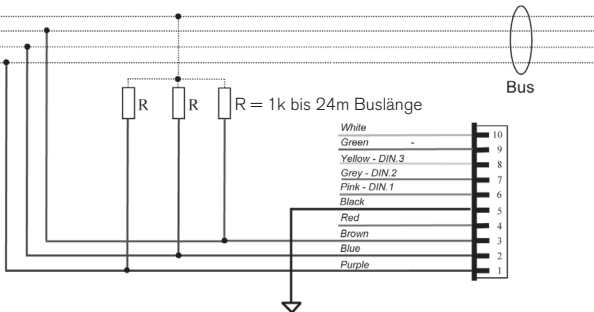 Bus
R
R
R = 1k bis 24m Buslänge
White
10
Green -
9
Yellow - DIN.3
8
Grey - DIN.2
7
Pink - DIN.1
6
Black
5
Red
4
Brown
3
Blue
2
Purple
1